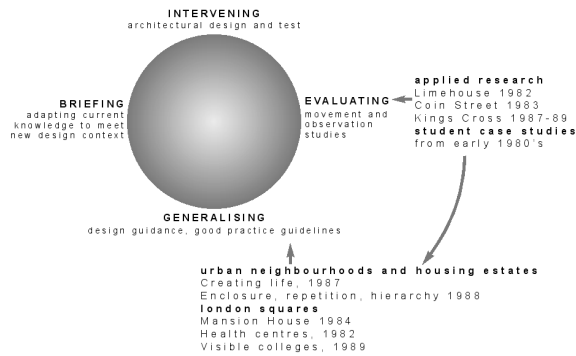 INTERVENING
architectural design and test
BRIEFING
adapting current
knowledge to meet
new design context
EVALUATING
movement and
observation
studies
applied research
Limehouse 1982
Coin Street 1983
Kings Cross 1987-89
student case studies
from early 1980's
GENERALISING
design guidance, good practice guidelines
urban neighbourhoods and housing estates
Creating life, 1987
Enclosure, repetition, hierarchy 1988
london squares
Mansion House 1984
Health centres, 1982
Visible colleges, 1989